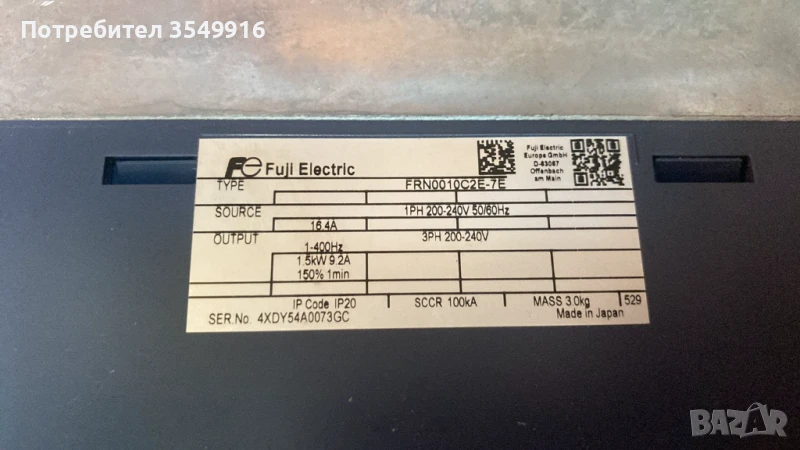 Потребител 3549916
Fe Fuji Electric
Fuji Electric
Europe GmbH
D-63067
Offenbach
am Main
TYPE FRN0010C2E-7E
SOURCE 1PH 200-240V 50/60Hz
16.4A
OUTPUT 3PH 200-240V
1-400Hz
1.5kW 9.2A
150% 1min
IP Code IP20 SCCR 100kA MASS 3.0kg 529
SER.No. 4XDY54A0073GC Made in Japan
BAZAR